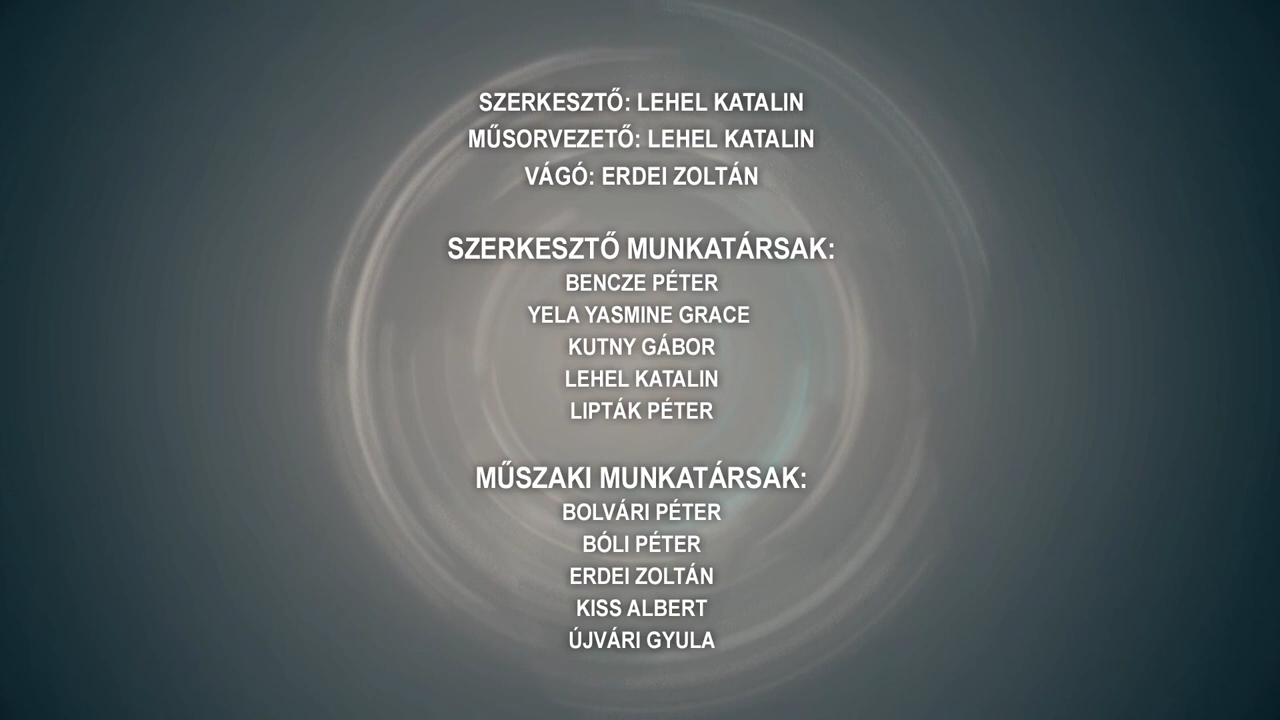 SZERKESZTŐ: LEHEL KATALIN
MŰSORVEZETŐ: LEHEL KATALIN
VÁGÓ: ERDEI ZOLTÁN
SZERKESZTŐ MUNKATÁRSAK:
BENCZE PÉTER
YELA YASMINE GRACE
KUTNY GÁBOR
LEHEL KATALIN
LIPTÁK PÉTER
MŰSZAKI MUNKATÁRSAK:
BOLVÁRI PÉTER
BÓLI PÉTER
ERDEI ZOLTÁN
KISS ALBERT
ÚJVÁRI GYULA